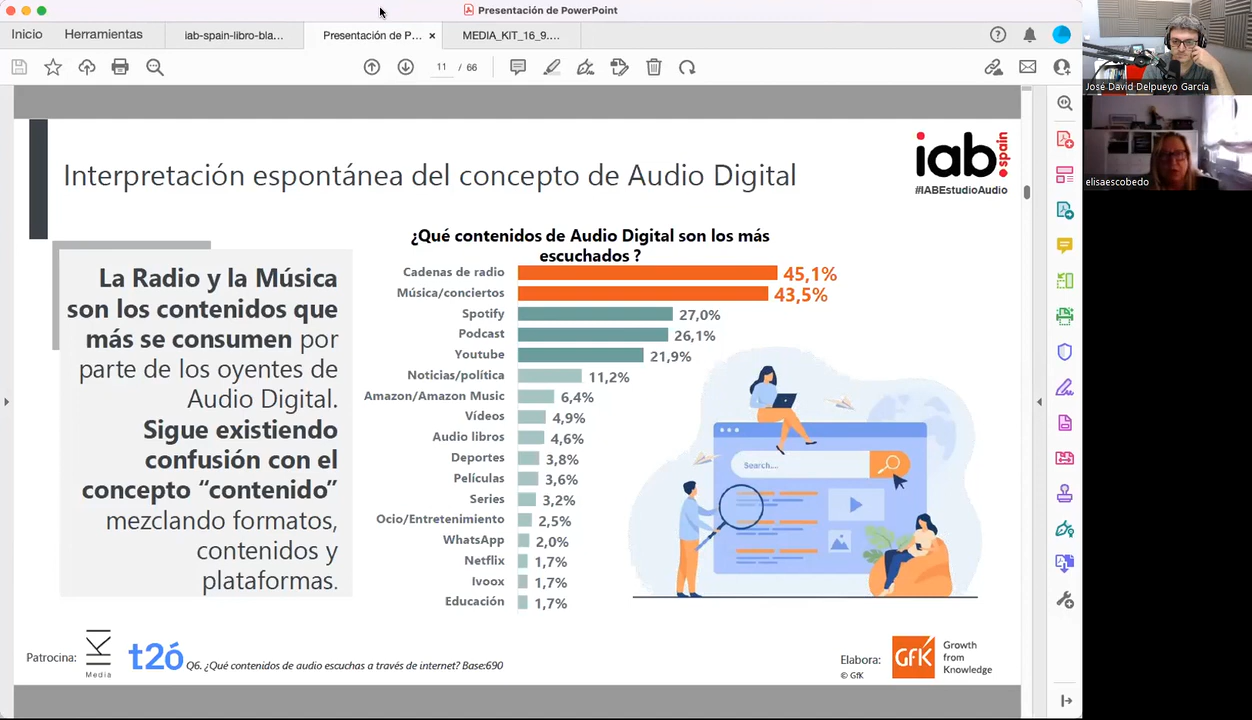 Presentación de PowerPoint
Inicio Herramientas iab-spain-libro-bla... Presentación de P... × MEDIA_KIT_16_9....
11 / 66
José David Delpueyo García
elisaescobedo
Interpretación espontánea del concepto de Audio Digital
iab
spain
#IABEstudioAudio
La Radio y la Música
son los contenidos que
más se consumen por
parte de los oyentes de
Audio Digital.
Sigue existiendo
confusión con el
concepto “contenido”
mezclando formatos,
contenidos y
plataformas.
¿Qué contenidos de Audio Digital son los más
escuchados ?
Cadenas de radio 45,1%
Música/conciertos 43,5%
Spotify 27,0%
Podcast 26,1%
Youtube 21,9%
Noticias/política 11,2%
Amazon/Amazon Music 6,4%
Vídeos 4,9%
Audio libros 4,6%
Deportes 3,8%
Películas 3,6%
Series 3,2%
Ocio/Entretenimiento 2,5%
WhatsApp 2,0%
Netflix 1,7%
Ivoox 1,7%
Educación 1,7%
Search...
Patrocina:
Media
t2ó
Q6. ¿Qué contenidos de audio escuchas a través de internet? Base:690
Elabora:
© GfK
GfK
Growth
from
Knowledge